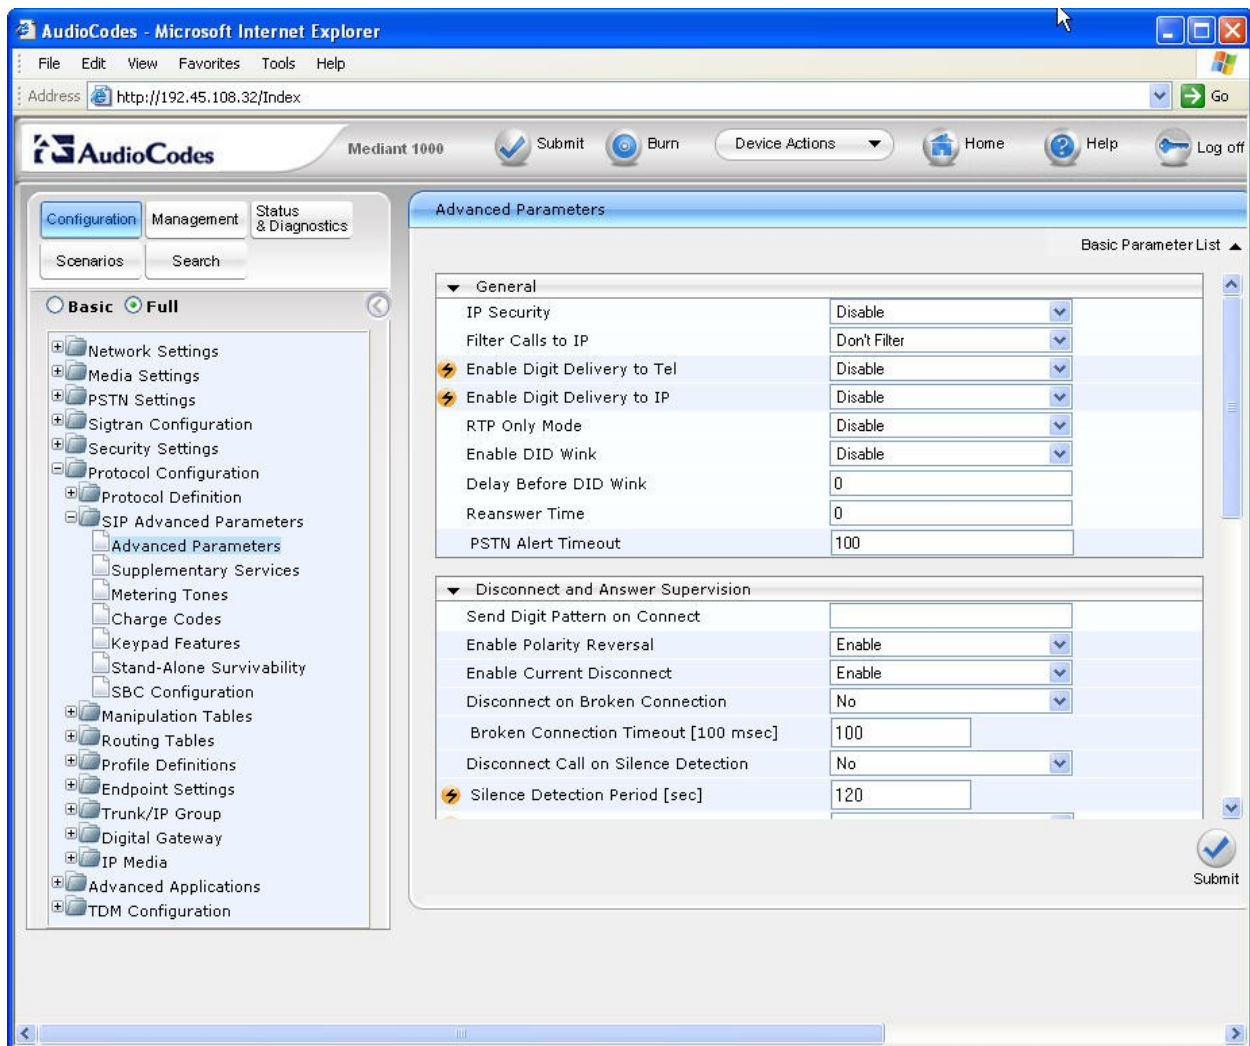 AudioCodes - Microsoft Internet Explorer
File Edit View Favorites Tools Help
Address http://192.45.108.32/Index Go
AudioCodes Mediant 1000 Submit Burn Device Actions Home Help Log off
Configuration Management Status & Diagnostics
Scenarios Search
Basic Full
Network Settings
Media Settings
PSTN Settings
Sigtran Configuration
Security Settings
Protocol Configuration
Protocol Definition
SIP Advanced Parameters
Advanced Parameters
Supplementary Services
Metering Tones
Charge Codes
Keypad Features
Stand-Alone Survivability
SBC Configuration
Manipulation Tables
Routing Tables
Profile Definitions
Endpoint Settings
Trunk/IP Group
Digital Gateway
IP Media
Advanced Applications
TDM Configuration
Advanced Parameters
Basic Parameter List
General
IP Security Disable
Filter Calls to IP Don't Filter
Enable Digit Delivery to Tel Disable
Enable Digit Delivery to IP Disable
RTP Only Mode Disable
Enable DID Wink Disable
Delay Before DID Wink 0
Reanswer Time 0
PSTN Alert Timeout 100
Disconnect and Answer Supervision
Send Digit Pattern on Connect
Enable Polarity Reversal Enable
Enable Current Disconnect Enable
Disconnect on Broken Connection No
Broken Connection Timeout [100 msec] 100
Disconnect Call on Silence Detection No
Silence Detection Period [sec] 120
Submit